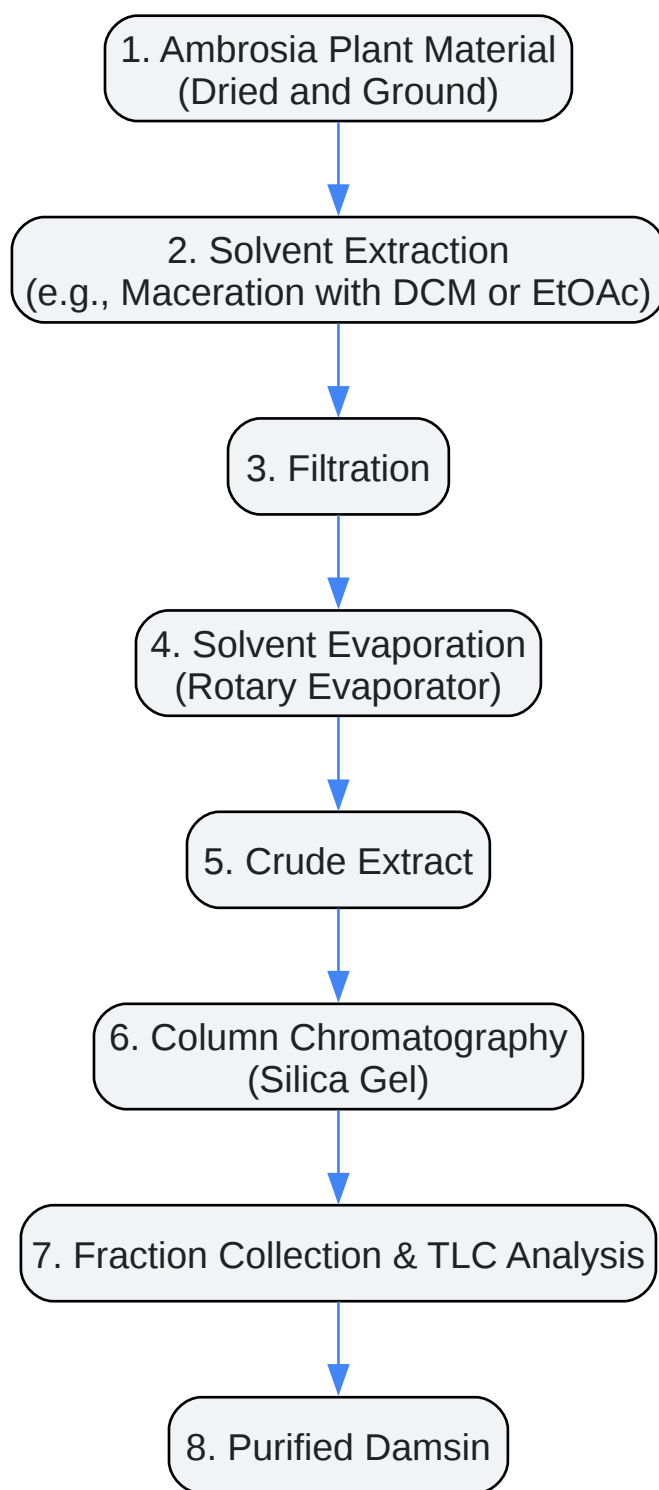 1. Ambrosia Plant Material
(Dried and Ground)
2. Solvent Extraction
(e.g., Maceration with DCM or EtOAc)
3. Filtration
4. Solvent Evaporation
(Rotary Evaporator)
5. Crude Extract
6. Column Chromatography
(Silica Gel)
7. Fraction Collection & TLC Analysis
8. Purified Damsin